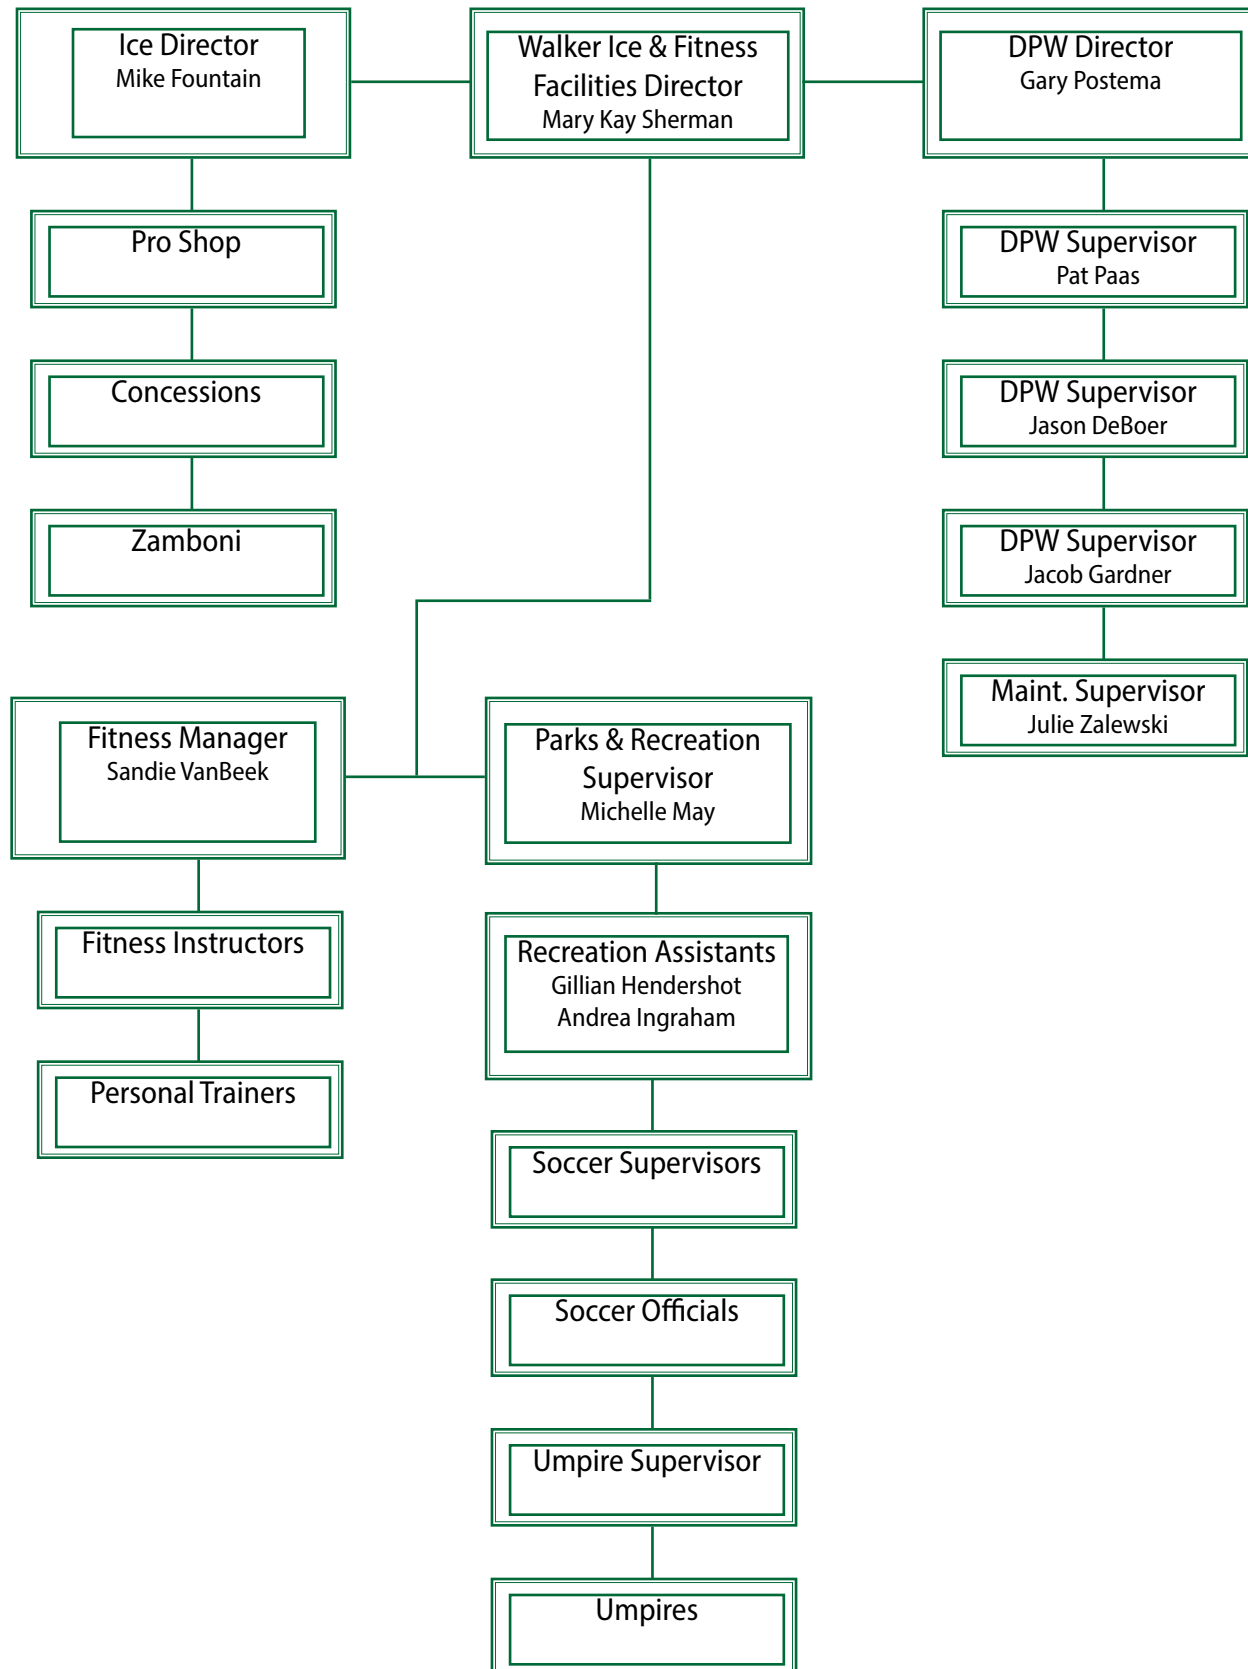 Ice Director
Mike Fountain
Walker Ice & Fitness
Facilities Director
Mary Kay Sherman
DPW Director
Gary Postema
Pro Shop
DPW Supervisor
Pat Paas
Concessions
DPW Supervisor
Jason DeBoer
Zamboni
DPW Supervisor
Jacob Gardner
Maint. Supervisor
Julie Zalewski
Fitness Manager
Sandie VanBeek
Parks & Recreation
Supervisor
Michelle May
Fitness Instructors
Recreation Assistants
Gillian Hendershot
Andrea Ingraham
Personal Trainers
Soccer Supervisors
Soccer Officials
Umpire Supervisor
Umpires